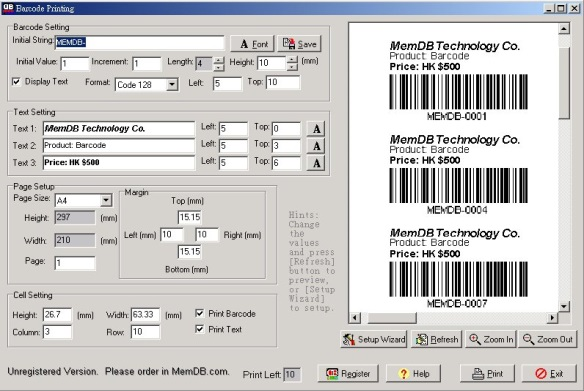 Barcode Printing
Barcode Setting
Initial String: MEMDB-
A Font
Save
Initial Value: 1 Increment: 1 Length: 4 Height: 10 (mm)
Display Text Format: Code 128 Left: 5 Top: 10
Text Setting
Text 1: MemDB Technology Co. Left: 5 Top: 0 A
Text 2: Product: Barcode Left: 5 Top: 3 A
Text 3: Price: HK $500 Left: 5 Top: 6 A
Page Setup
Page Size: A4
Height: 297 (mm)
Width: 210 (mm)
Page: 1
Margin
Top (mm)
15.15
Left (mm) 10 10 Right (mm)
15.15
Bottom (mm)
Hints:
Change
the
values
and press
[Refresh]
button to
preview,
or [Setup
Wizard]
to setup.
Cell Setting
Height: 26.7 (mm) Width: 63.33 (mm) Print Barcode
Column: 3 Row: 10 Print Text
MemDB Technology Co.
Product: Barcode
Price: HK $500
MEMDB-0001
MemDB Technology Co.
Product: Barcode
Price: HK $500
MEMDB-0004
MemDB Technology Co.
Product: Barcode
Price: HK $500
MEMDB-0007
Setup Wizard Refresh Zoom In Zoom Out
Unregistered Version. Please order in MemDB.com. Print Left: 10 Register ? Help Print Exit